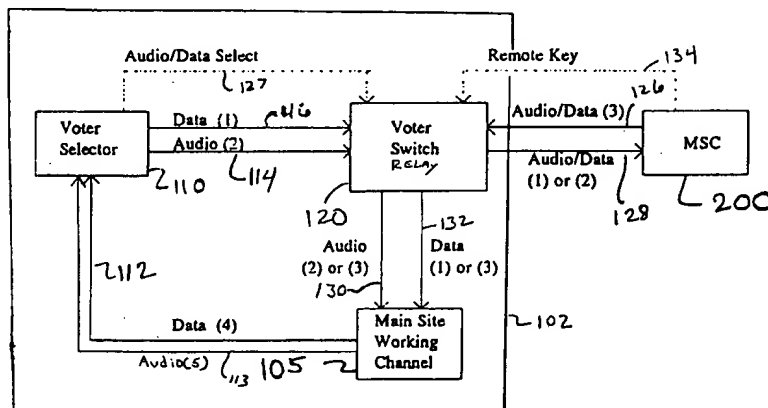 Audio/Data Select
127
Remote Key
134
126
Voter
Selector
110
Data (1)
116
Audio (2)
114
Voter
Switch
RELAY
120
Audio/Data (3)
Audio/Data
(1) or (2)
128
MSC
200
132
Audio
(2) or (3)
130
Data
(1) or (3)
112
Data (4)
Audio(5)
113
105
Main Site
Working
Channel
102